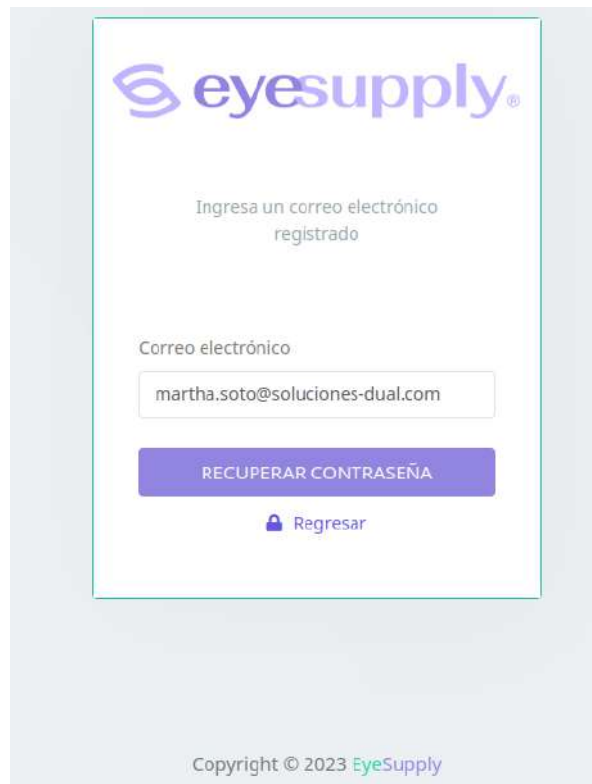 eyesupply®
Ingresa un correo electrónico
registrado
Correo electrónico
martha.soto@soluciones-dual.com
RECUPERAR CONTRASEÑA
Regresar
Copyright © 2023 EyeSupply